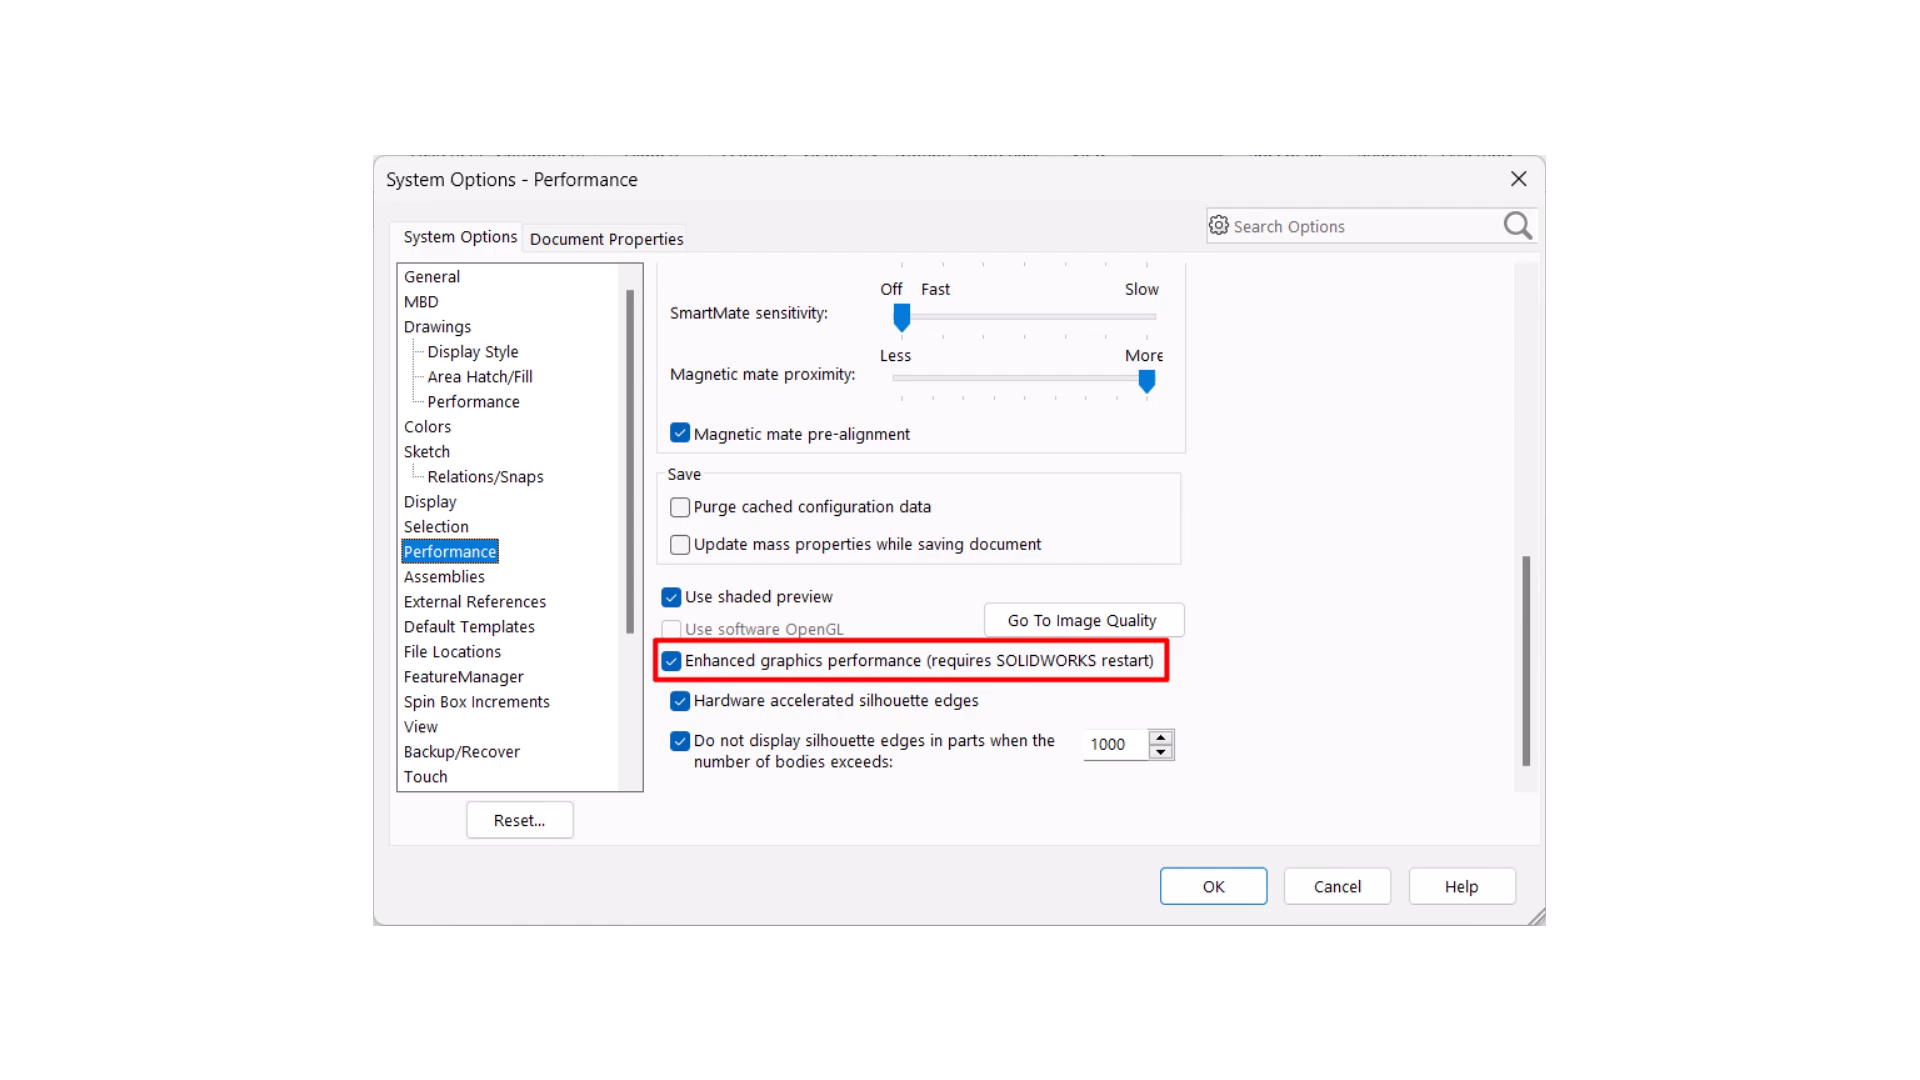 System Options - Performance
Search Options
System Options
Document Properties
General
MBD
Drawings
Display Style
Area Hatch/Fill
Performance
Colors
Sketch
Relations/Snaps
Display
Selection
Performance
Assemblies
External References
Default Templates
File Locations
FeatureManager
Spin Box Increments
View
Backup/Recover
Touch
Reset...
Off Fast Slow
SmartMate sensitivity:
Less More
Magnetic mate proximity:
Magnetic mate pre-alignment
Save
Purge cached configuration data
Update mass properties while saving document
Use shaded preview
Go To Image Quality
Use software OpenGL
Enhanced graphics performance (requires SOLIDWORKS restart)
Hardware accelerated silhouette edges
Do not display silhouette edges in parts when the
number of bodies exceeds:
1000
OK
Cancel
Help